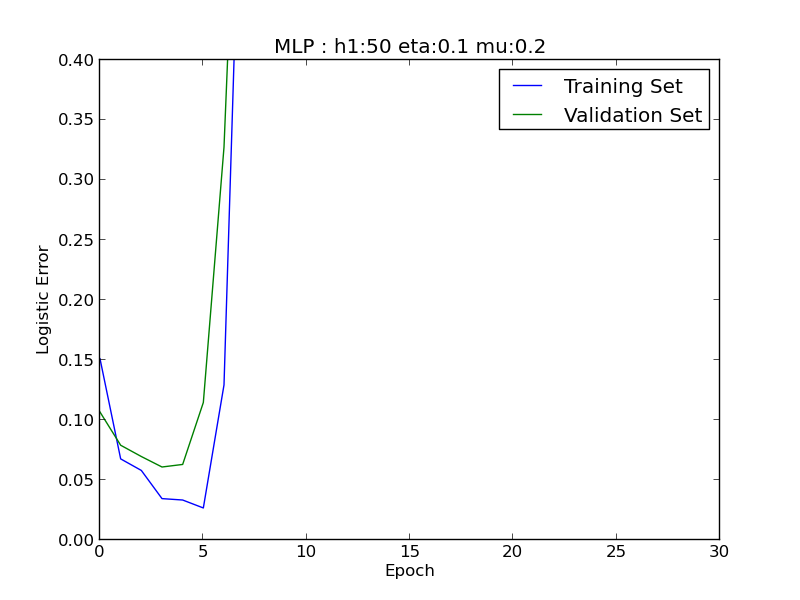 MLP : h1:50 eta:0.1 mu:0.2
Training Set
Validation Set
Logistic Error
0.40
0.35
0.30
0.25
0.20
0.15
0.10
0.05
0.00
0 5 10 15 20 25 30
Epoch